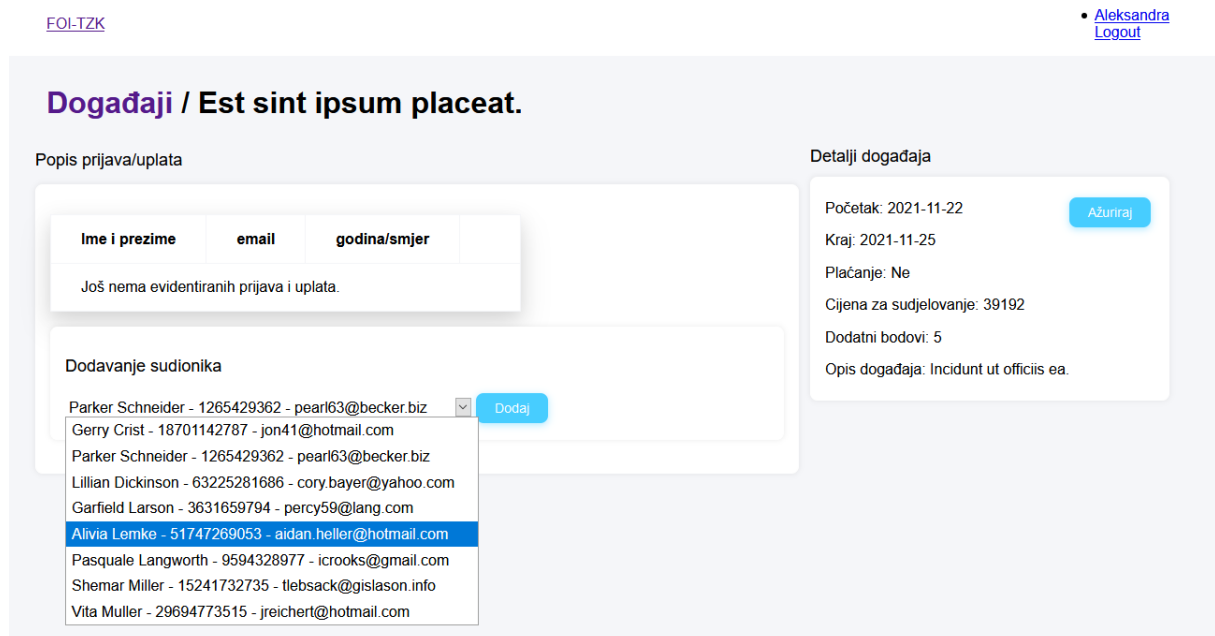 FOI-TZK
Aleksandra
Logout
Događaji / Est sint ipsum placeat.
Popis prijava/uplata
Ime i prezime email godina/smjer
Još nema evidentiranih prijava i uplata.
Dodavanje sudionika
Parker Schneider - 1265429362 - pearl63@becker.biz
Dodaj
Gerry Crist - 18701142787 - jon41@hotmail.com
Parker Schneider - 1265429362 - pearl63@becker.biz
Lillian Dickinson - 63225281686 - cory.bayer@yahoo.com
Garfield Larson - 3631659794 - percy59@lang.com
Alivia Lemke - 51747269053 - aidan.heller@hotmail.com
Pasquale Langworth - 9594328977 - icrooks@gmail.com
Shemar Miller - 15241732735 - tlebsack@gislason.info
Vita Muller - 29694773515 - jreichert@hotmail.com
Detalji događaja
Početak: 2021-11-22
Ažuriraj
Kraj: 2021-11-25
Plaćanje: Ne
Cijena za sudjelovanje: 39192
Dodatni bodovi: 5
Opis događaja: Incidunt ut officiis ea.